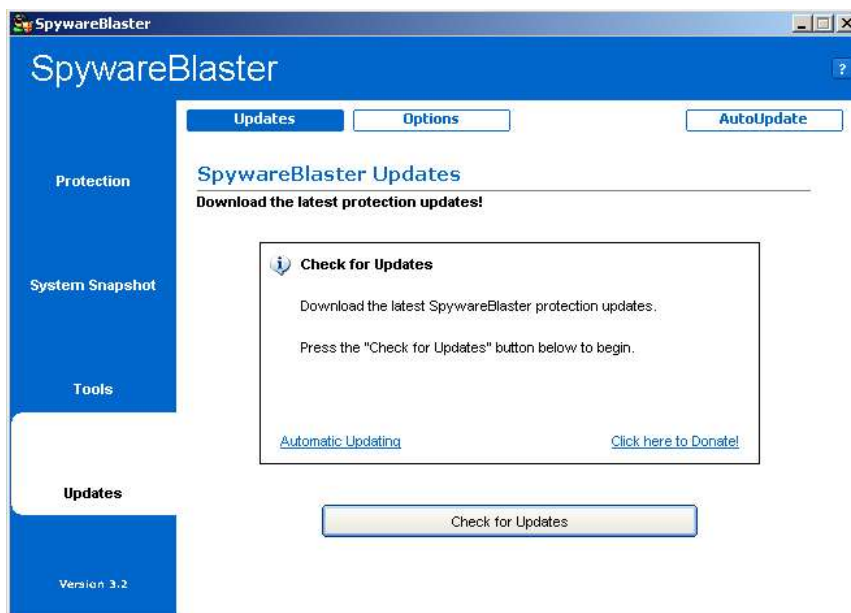 SpywareBlaster
SpywareBlaster
?
Updates
Options
AutoUpdate
Protection
SpywareBlaster Updates
Download the latest protection updates!
Check for Updates
System Snapshot
Download the latest SpywareBlaster protection updates.
Press the "Check for Updates" button below to begin.
Tools
Automatic Updating
Click here to Donate!
Updates
Check for Updates
Version 3.2